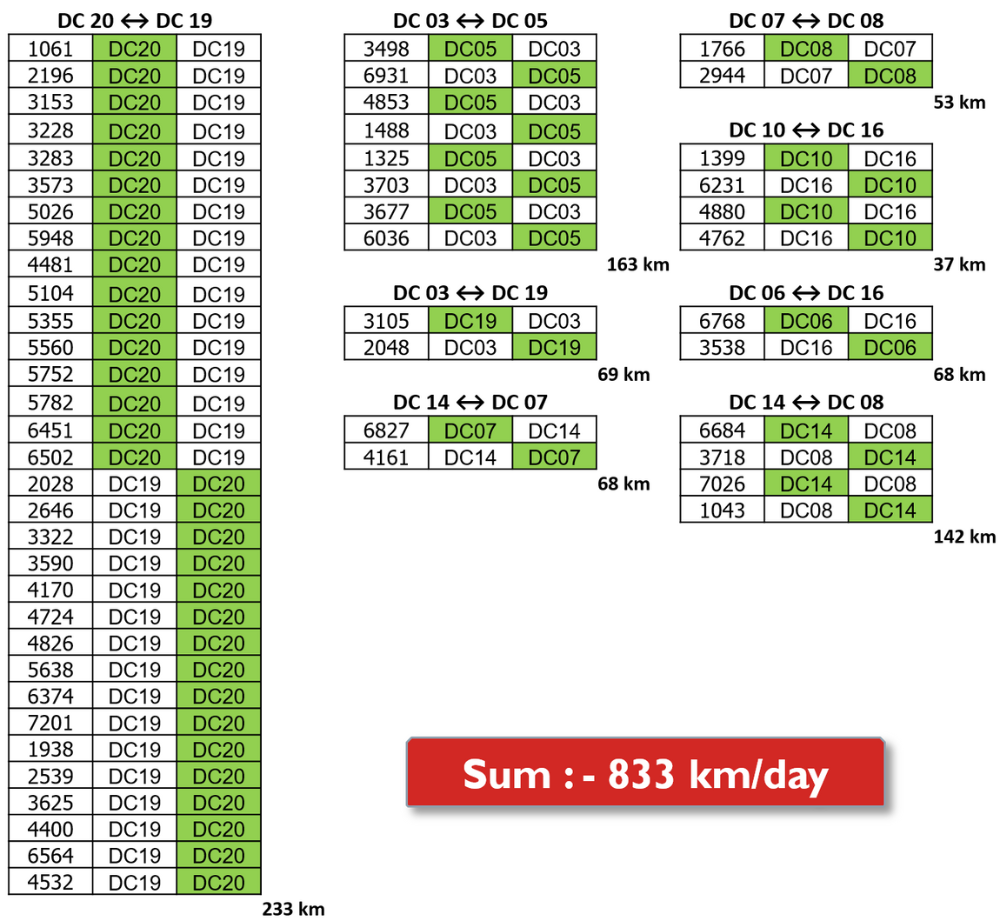 DC 20 ↔ DC 19
1061 DC20 DC19
2196 DC20 DC19
3153 DC20 DC19
3228 DC20 DC19
3283 DC20 DC19
3573 DC20 DC19
5026 DC20 DC19
5948 DC20 DC19
4481 DC20 DC19
5104 DC20 DC19
5355 DC20 DC19
5560 DC20 DC19
5752 DC20 DC19
5782 DC20 DC19
6451 DC20 DC19
6502 DC20 DC19
2028 DC19 DC20
2646 DC19 DC20
3322 DC19 DC20
3590 DC19 DC20
4170 DC19 DC20
4724 DC19 DC20
4826 DC19 DC20
5638 DC19 DC20
6374 DC19 DC20
7201 DC19 DC20
1938 DC19 DC20
2539 DC19 DC20
3625 DC19 DC20
4400 DC19 DC20
6564 DC19 DC20
4532 DC19 DC20
233 km
DC 03 ↔ DC 05
3498 DC05 DC03
6931 DC03 DC05
4853 DC05 DC03
1488 DC03 DC05
1325 DC05 DC03
3703 DC03 DC05
3677 DC05 DC03
6036 DC03 DC05
163 km
DC 03 ↔ DC 19
3105 DC19 DC03
2048 DC03 DC19
69 km
DC 14 ↔ DC 07
6827 DC07 DC14
4161 DC14 DC07
68 km
DC 07 ↔ DC 08
1766 DC08 DC07
2944 DC07 DC08
53 km
DC 10 ↔ DC 16
1399 DC10 DC16
6231 DC16 DC10
4880 DC10 DC16
4762 DC16 DC10
37 km
DC 06 ↔ DC 16
6768 DC06 DC16
3538 DC16 DC06
68 km
DC 14 ↔ DC 08
6684 DC14 DC08
3718 DC08 DC14
7026 DC14 DC08
1043 DC08 DC14
142 km
Sum : - 833 km/day